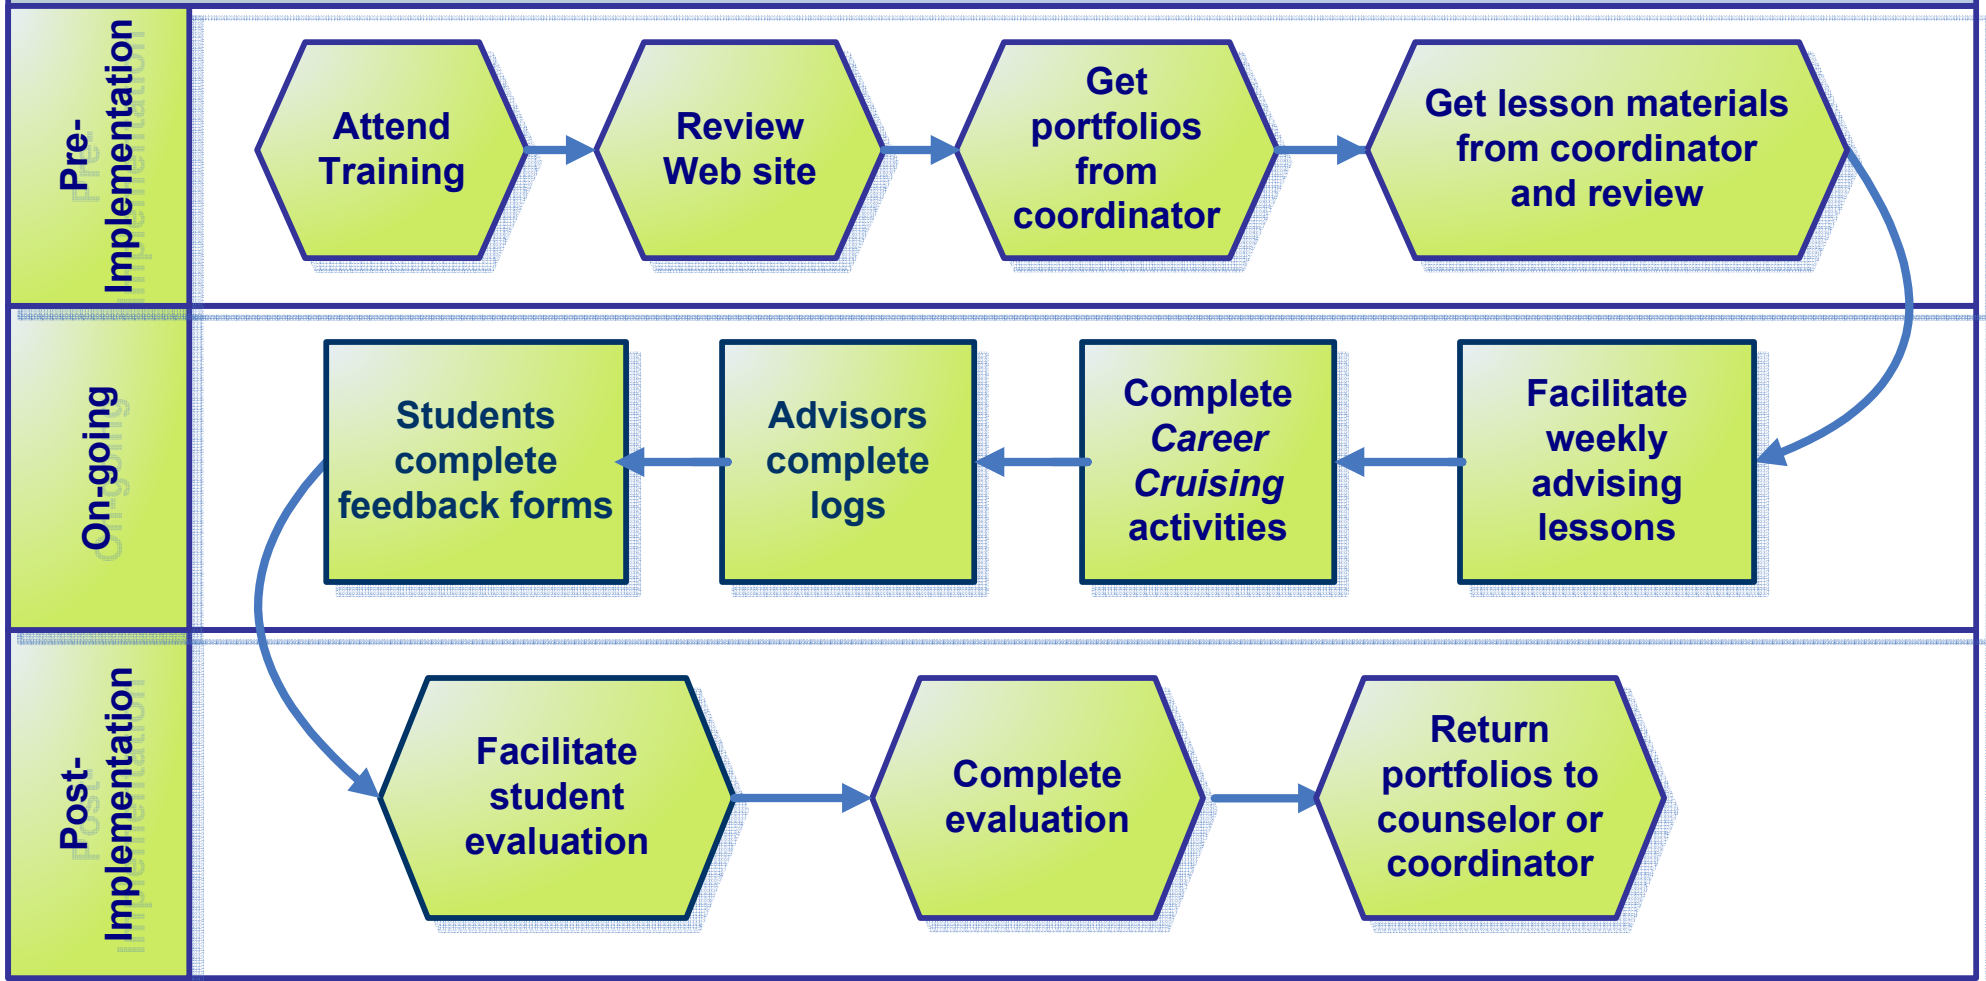 Pre-
Implementation
Attend
Training
Review
Web site
Get
portfolios
from
coordinator
Get lesson materials
from coordinator
and review
On-going
Students
complete
feedback forms
Advisors
complete
logs
Complete
Career
Cruising
activities
Facilitate
weekly
advising
lessons
Post-
Implementation
Facilitate
student
evaluation
Complete
evaluation
Return
portfolios to
counselor or
coordinator